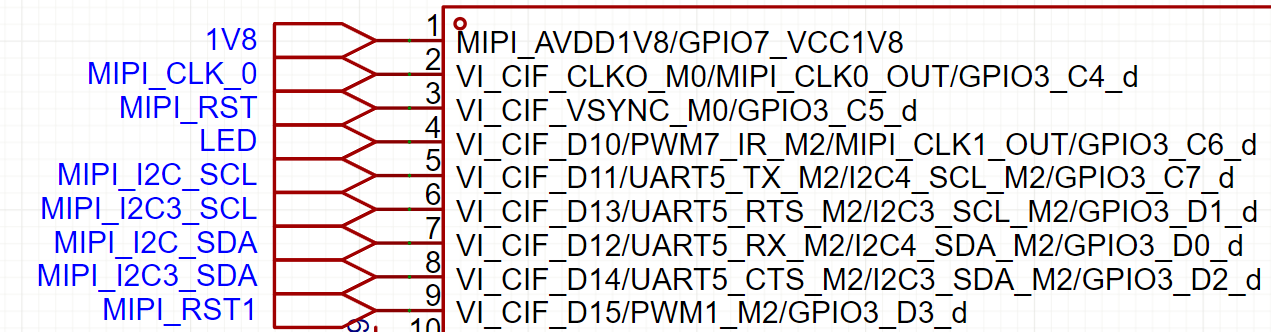 1V8 1 MIPI_AVDD1V8/GPIO7_VCC1V8
MIPI_CLK_0 2 VI_CIF_CLKO_M0/MIPI_CLK0_OUT/GPIO3_C4_d
MIPI_RST 3 VI_CIF_VSYNC_M0/GPIO3_C5_d
LED 4 VI_CIF_D10/PWM7_IR_M2/MIPI_CLK1_OUT/GPIO3_C6_d
MIPI_I2C_SCL 5 VI_CIF_D11/UART5_TX_M2/I2C4_SCL_M2/GPIO3_C7_d
MIPI_I2C3_SCL 6 VI_CIF_D13/UART5_RTS_M2/I2C3_SCL_M2/GPIO3_D1_d
MIPI_I2C_SDA 7 VI_CIF_D12/UART5_RX_M2/I2C4_SDA_M2/GPIO3_D0_d
MIPI_I2C3_SDA 8 VI_CIF_D14/UART5_CTS_M2/I2C3_SDA_M2/GPIO3_D2_d
MIPI_RST1 9 VI_CIF_D15/PWM1_M2/GPIO3_D3_d
10